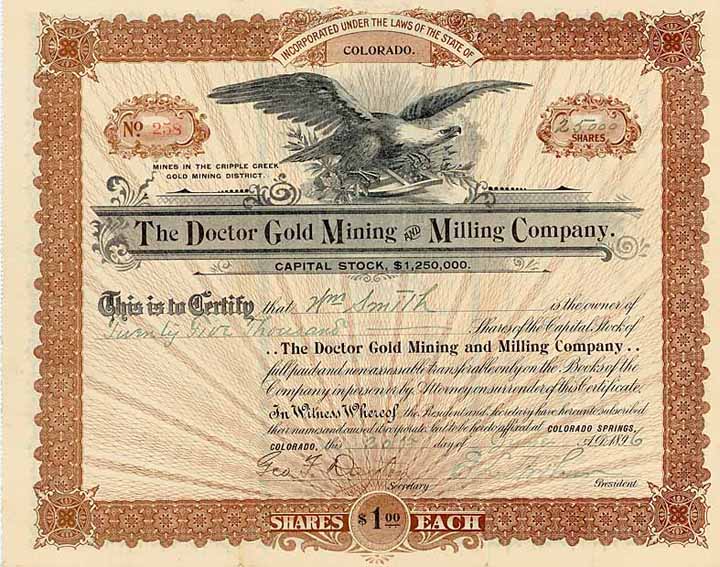 INCORPORATED UNDER THE LAWS OF THE STATE OF
COLORADO.
No 258
25000
SHARES
MINES IN THE CRIPPLE CREEK
GOLD MINING DISTRICT.
The Doctor Gold Mining AND Milling Company.
CAPITAL STOCK, $1,250,000.
This is to Certify that Wm Smith is the owner of
Twenty Five Thousand Shares of the Capital Stock of
..The Doctor Gold Mining and Milling Company..
full paid and non assessable transferable only on the Books of the
Company in person or by Attorney on surrender of this Certificate.
In Witness Whereof the President and Secretary have hereunto subscribed
their names and caused its corporate seal to be hereto affixed at COLORADO SPRINGS,
COLORADO, this 20th day of A.D. 1896
Geo. F.
Secretary President
SHARES $1.00 EACH